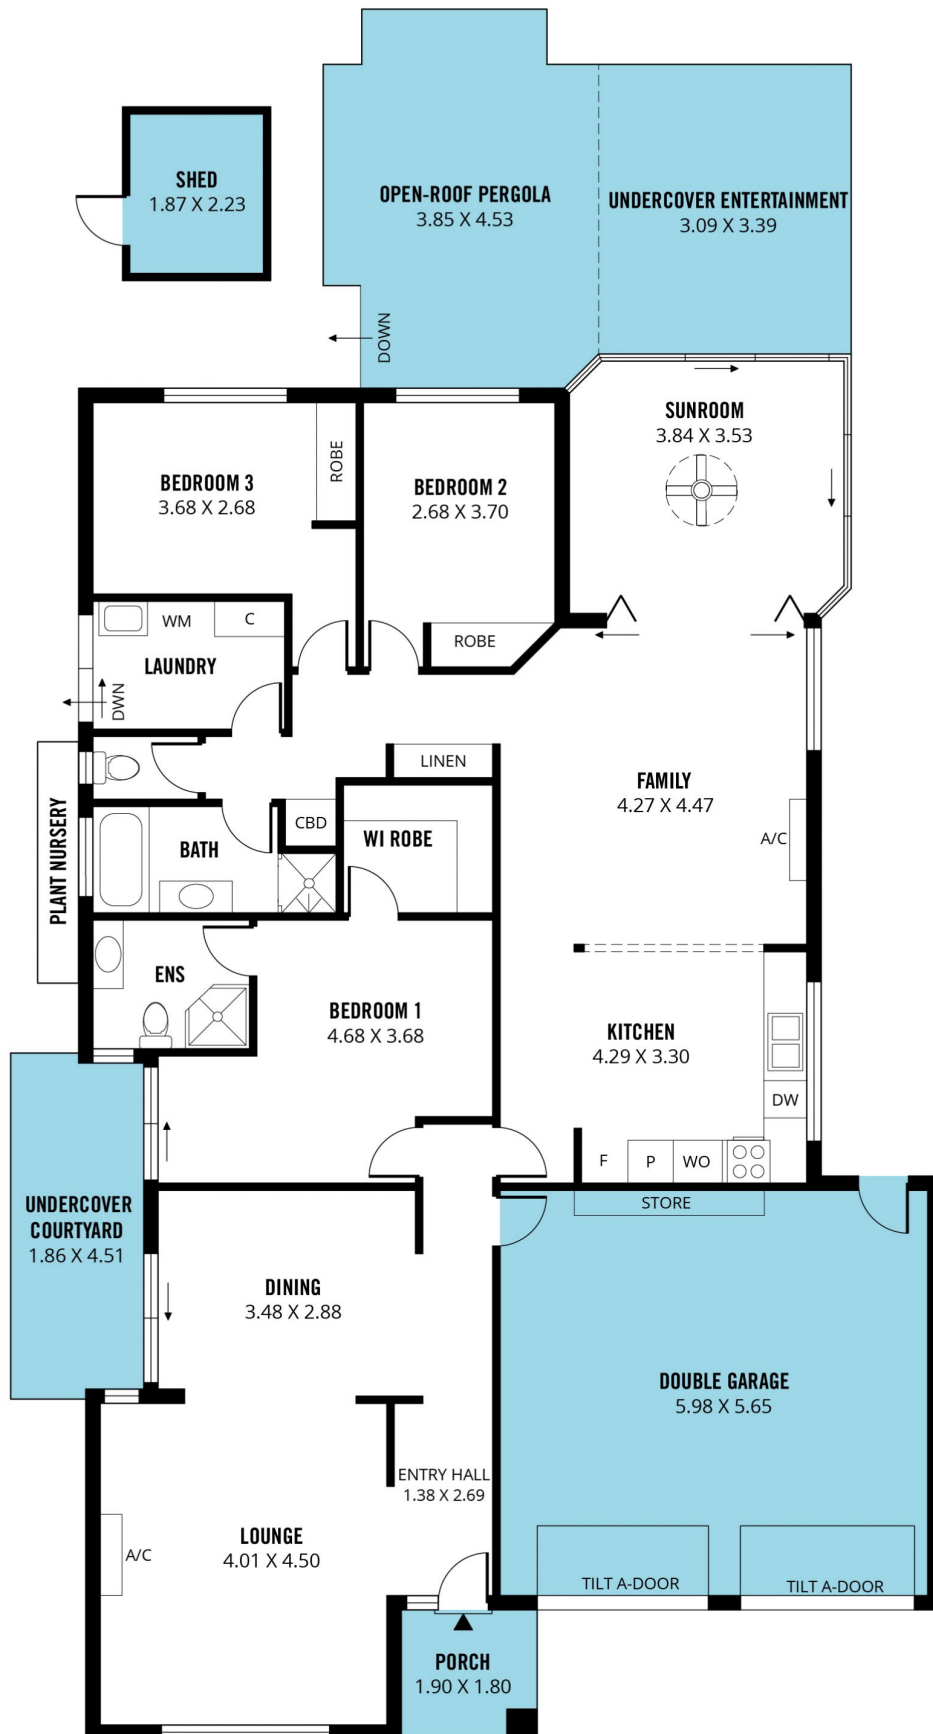 SHED
1.87 X 2.23
OPEN-ROOF PERGOLA
3.85 X 4.53
UNDERCOVER ENTERTAINMENT
3.09 X 3.39
DOWN
SUNROOM
3.84 X 3.53
BEDROOM 3
3.68 X 2.68
ROBE
BEDROOM 2
2.68 X 3.70
ROBE
WM
C
LAUNDRY
DWN
LINEN
FAMILY
4.27 X 4.47
A/C
PLANT NURSERY
BATH
CBD
WI ROBE
ENS
BEDROOM 1
4.68 X 3.68
KITCHEN
4.29 X 3.30
DW
F
P
WO
STORE
UNDERCOVER
COURTYARD
1.86 X 4.51
DINING
3.48 X 2.88
DOUBLE GARAGE
5.98 X 5.65
ENTRY HALL
1.38 X 2.69
LOUNGE
4.01 X 4.50
A/C
TILT A-DOOR
TILT A-DOOR
PORCH
1.90 X 1.80